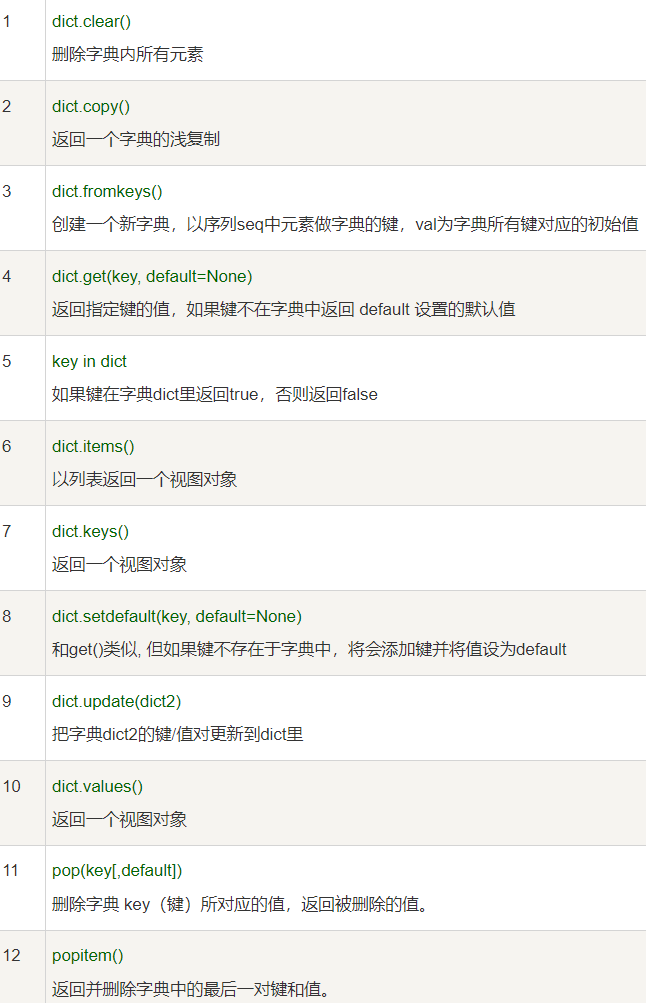 1
dict.clear()
删除字典内所有元素
2
dict.copy()
返回一个字典的浅复制
3
dict.fromkeys()
创建一个新字典，以序列seq中元素做字典的键，val为字典所有键对应的初始值
4
dict.get(key, default=None)
返回指定键的值，如果键不在字典中返回 default 设置的默认值
5
key in dict
如果键在字典dict里返回true，否则返回false
6
dict.items()
以列表返回一个视图对象
7
dict.keys()
返回一个视图对象
8
dict.setdefault(key, default=None)
和get()类似, 但如果键不存在于字典中，将会添加键并将值设为default
9
dict.update(dict2)
把字典dict2的键/值对更新到dict里
10
dict.values()
返回一个视图对象
11
pop(key[,default])
删除字典 key（键）所对应的值，返回被删除的值。
12
popitem()
返回并删除字典中的最后一对键和值。